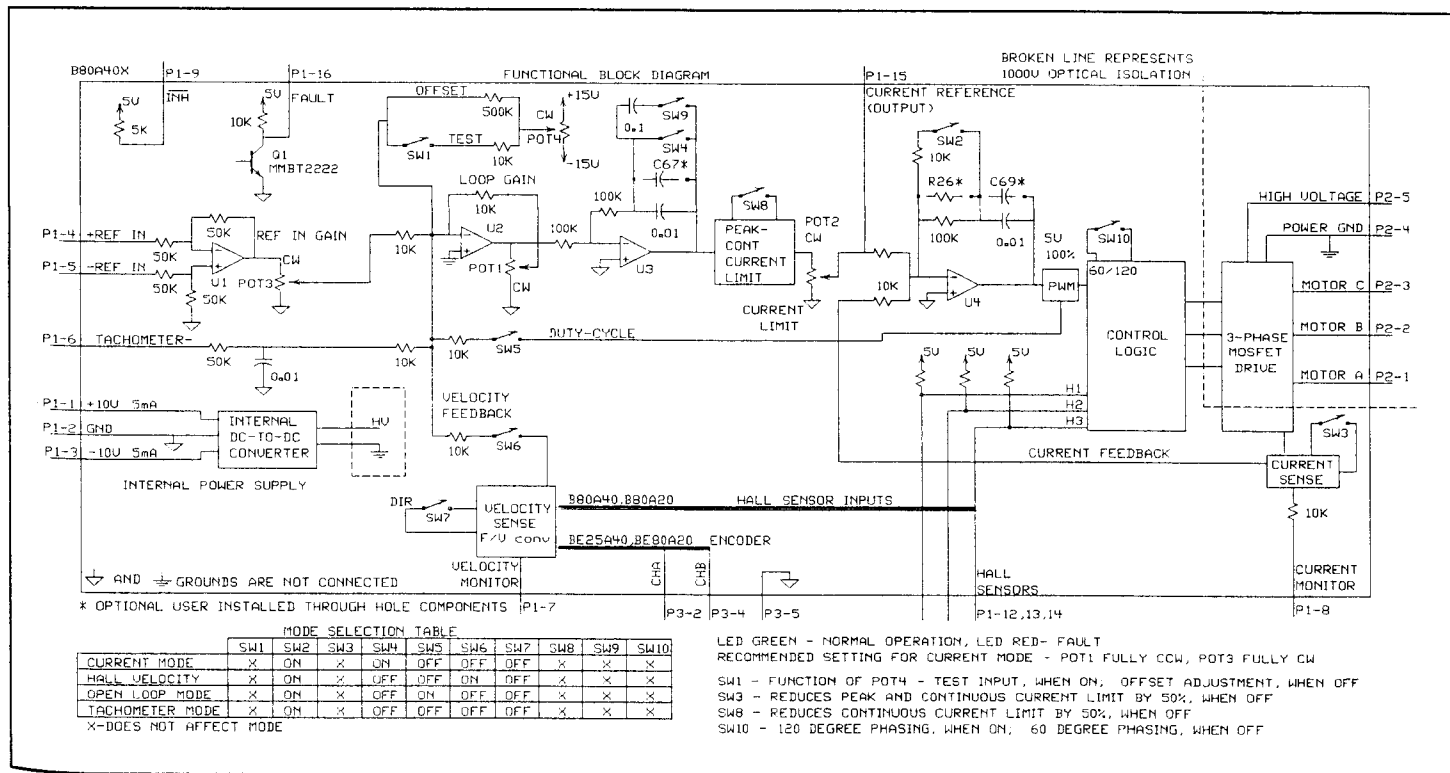 B80A40X
P1-9
P1-16
FUNCTIONAL BLOCK DIAGRAM
P1-15
BROKEN LINE REPRESENTS
1000V OPTICAL ISOLATION
INH
FAULT
OFFSET
CURRENT REFERENCE
(OUTPUT)
5V
5K
5V
10K
500K
CW
+15V
POT4
-15V
SW1
TEST
10K
0.1
SW9
SW4
C67*
SW2
10K
Q1
MMBT2222
LOOP GAIN
10K
U2
100K
0.01
SW8
R26*
C69*
100K
0.01
HIGH VOLTAGE
P2-5
POWER GND
P2-4
P1-4
+REF IN
50K
50K
REF IN GAIN
CW
10K
100K
PEAK-
CONT
CURRENT
LIMIT
POT2
CW
5V
100%
SW10
60/120
P1-5
-REF IN
50K
U1
POT3
50K
POT1
CW
U3
10K
U4
PWM
MOTOR C
P2-3
CURRENT
LIMIT
CONTROL
LOGIC
3-PHASE
MOSFET
DRIVE
MOTOR B
P2-2
P1-6
TACHOMETER-
50K
10K
10K
SW5
DUTY-CYCLE
0.01
5V
5V
5V
MOTOR A
P2-1
P1-1
+10V 5mA
P1-2
GND
P1-3
-10V 5mA
INTERNAL
DC-TO-DC
CONVERTER
HV
VELOCITY
FEEDBACK
10K
SW6
H1
H2
H3
SW3
CURRENT FEEDBACK
CURRENT
SENSE
INTERNAL POWER SUPPLY
10K
DIR
SW7
VELOCITY
SENSE
F/V conv
B80A40,B80A20
HALL SENSOR INPUTS
BE25A40,BE80A20
ENCODER
AND
GROUNDS ARE NOT CONNECTED
VELOCITY
MONITOR
CHA
CHB
HALL
SENSORS
CURRENT
MONITOR
* OPTIONAL USER INSTALLED THROUGH HOLE COMPONENTS
P1-7
P3-2
P3-4
P3-5
P1-12,13,14
P1-8
MODE SELECTION TABLE
SW1 SW2 SW3 SW4 SW5 SW6 SW7 SW8 SW9 SW10
CURRENT MODE X ON X ON OFF OFF OFF X X X
HALL VELOCITY X ON X OFF OFF ON OFF X X X
OPEN LOOP MODE X ON X OFF ON OFF OFF X X X
TACHOMETER MODE X ON X OFF OFF OFF OFF X X X
X-DOES NOT AFFECT MODE
LED GREEN - NORMAL OPERATION, LED RED- FAULT
RECOMMENDED SETTING FOR CURRENT MODE - POT1 FULLY CCW, POT3 FULLY CW
SW1 - FUNCTION OF POT4 - TEST INPUT, WHEN ON; OFFSET ADJUSTMENT, WHEN OFF
SW3 - REDUCES PEAK AND CONTINUOUS CURRENT LIMIT BY 50%, WHEN OFF
SW8 - REDUCES CONTINUOUS CURRENT LIMIT BY 50%, WHEN OFF
SW10 - 120 DEGREE PHASING, WHEN ON; 60 DEGREE PHASING, WHEN OFF